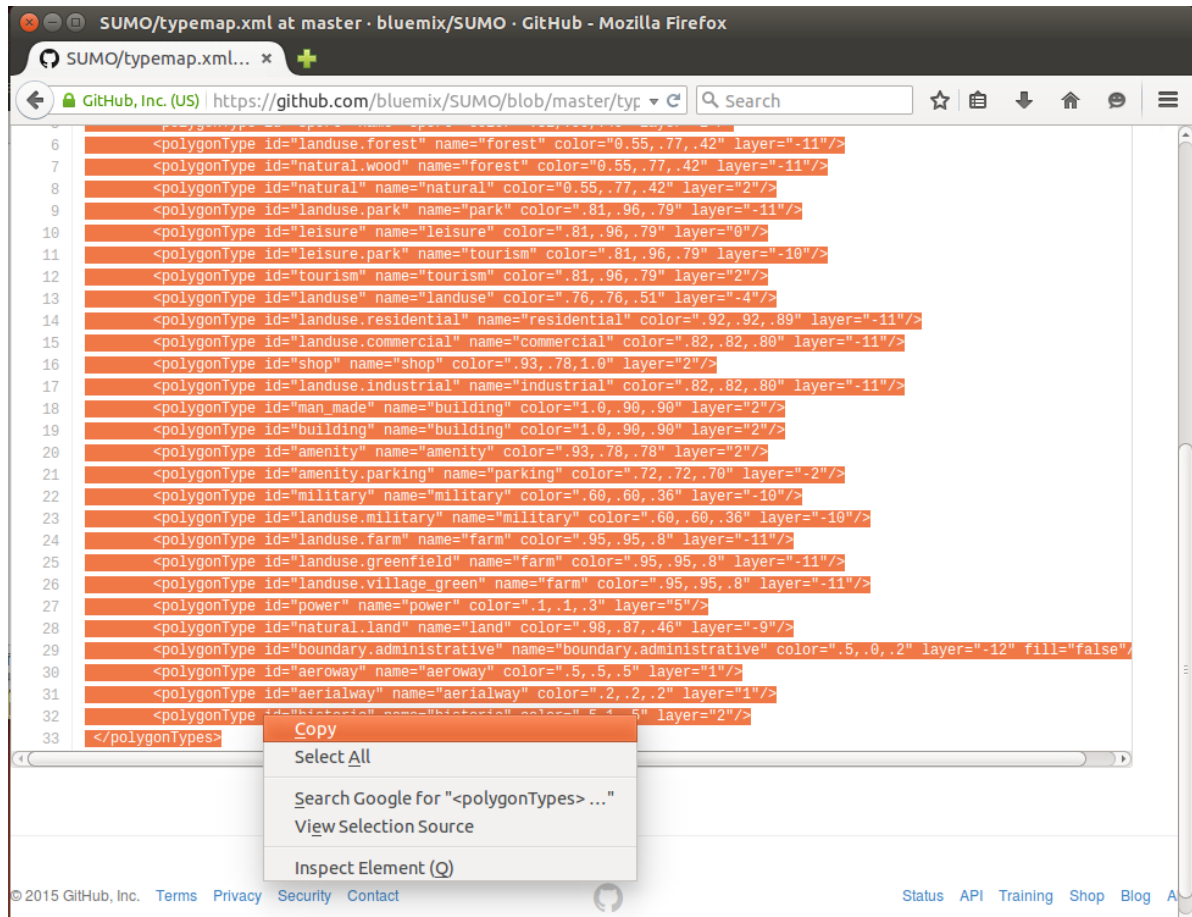 SUMO/typemap.xml at master · bluemix/SUMO · GitHub - Mozilla Firefox
SUMO/typemap.xml... ×
GitHub, Inc. (US) https://github.com/bluemix/SUMO/blob/master/typ Search
6 <polygonType id="landuse.forest" name="forest" color="0.55,.77,.42" layer="-11"/>
7 <polygonType id="natural.wood" name="forest" color="0.55,.77,.42" layer="-11"/>
8 <polygonType id="natural" name="natural" color="0.55,.77,.42" layer="2"/>
9 <polygonType id="landuse.park" name="park" color=".81,.96,.79" layer="-11"/>
10 <polygonType id="leisure" name="leisure" color=".81,.96,.79" layer="0"/>
11 <polygonType id="leisure.park" name="tourism" color=".81,.96,.79" layer="-10"/>
12 <polygonType id="tourism" name="tourism" color=".81,.96,.79" layer="2"/>
13 <polygonType id="landuse" name="landuse" color=".76,.76,.51" layer="-4"/>
14 <polygonType id="landuse.residential" name="residential" color=".92,.92,.89" layer="-11"/>
15 <polygonType id="landuse.commercial" name="commercial" color=".82,.82,.80" layer="-11"/>
16 <polygonType id="shop" name="shop" color=".93,.78,1.0" layer="2"/>
17 <polygonType id="landuse.industrial" name="industrial" color=".82,.82,.80" layer="-11"/>
18 <polygonType id="man_made" name="building" color="1.0,.90,.90" layer="2"/>
19 <polygonType id="building" name="building" color="1.0,.90,.90" layer="2"/>
20 <polygonType id="amenity" name="amenity" color=".93,.78,.78" layer="2"/>
21 <polygonType id="amenity.parking" name="parking" color=".72,.72,.70" layer="-2"/>
22 <polygonType id="military" name="military" color=".60,.60,.36" layer="-10"/>
23 <polygonType id="landuse.military" name="military" color=".60,.60,.36" layer="-10"/>
24 <polygonType id="landuse.farm" name="farm" color=".95,.95,.8" layer="-11"/>
25 <polygonType id="landuse.greenfield" name="farm" color=".95,.95,.8" layer="-11"/>
26 <polygonType id="landuse.village_green" name="farm" color=".95,.95,.8" layer="-11"/>
27 <polygonType id="power" name="power" color=".1,.1,.3" layer="5"/>
28 <polygonType id="natural.land" name="land" color=".98,.87,.46" layer="-9"/>
29 <polygonType id="boundary.administrative" name="boundary.administrative" color=".5,.0,.2" layer="-12" fill="false"/
30 <polygonType id="aeroway" name="aeroway" color=".5,.5,.5" layer="1"/>
31 <polygonType id="aerialway" name="aerialway" color=".2,.2,.2" layer="1"/>
32 <polygonType layer="2"/>
33 </polygonTypes>
Copy
Select All
Search Google for "<polygonTypes> ..."
View Selection Source
Inspect Element (Q)
© 2015 GitHub, Inc. Terms Privacy Security Contact Status API Training Shop Blog